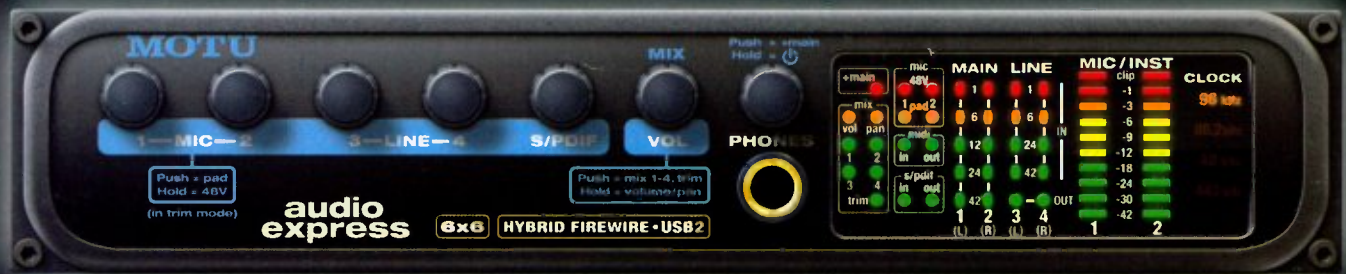 MOTU
MIX
Push = +main
Hold =
1 — MIC — 2
3 — LINE — 4
S/PDIF
VOL
PHONES
Push = pad
Hold = 48V
(in trim mode)
Push = mix 1-4, trim
Hold = volume/pan
audio
express
6x6
HYBRID FIREWIRE • USB2
+main
mix
vol pan
1 2
3 4
trim
mic
48V
1 2
pad
midi
in out
s/pdif
in out
MAIN LINE
1 1
6 6
12 24
24 42
42
IN
OUT
1 2 3 4
(L) (R) (L) (R)
MIC/INST
clip
-1
-3
-6
-9
-12
-18
-24
-30
-42
1 2
CLOCK
96 kHz